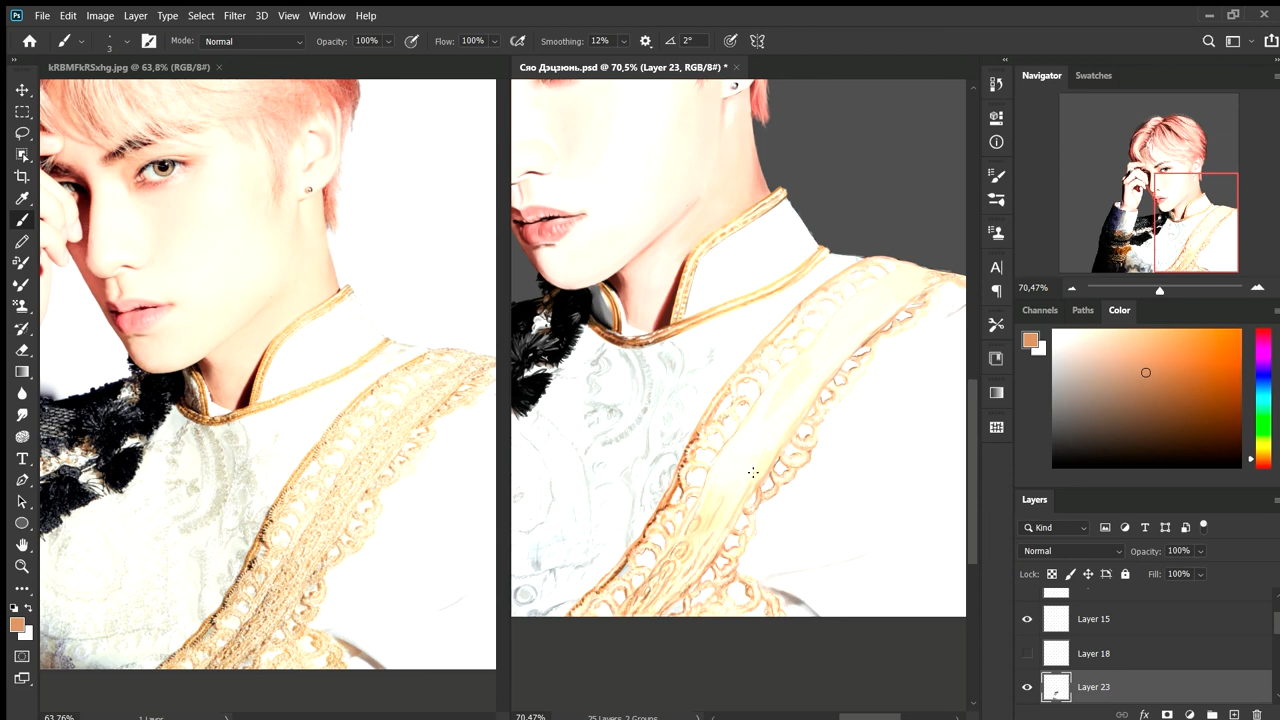 Ps File Edit Image Layer Type Select Filter 3D View Window Help
3 Mode: Normal Opacity: 100% Flow: 100% Smoothing: 12% 2°
kRBMFkRSxhg.jpg @ 63,8% (RGB/8#) × Сяо Дэцзюнь.psd @ 70,5% (Layer 23, RGB/8#) * ×
Navigator Swatches
70,47%
Channels Paths Color
Layers
Kind
Normal Opacity: 100%
Lock: Fill: 100%
Layer 15
Layer 18
Layer 23
63,76% 1 Layer 70,47% 25 Layers, 2 Groups
fx